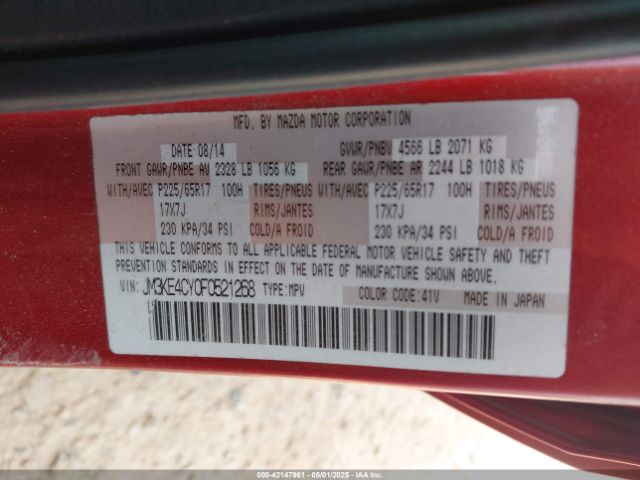 MFD. BY MAZDA MOTOR CORPORATION
DATE 08/14 GVWR/PNBV 4566 LB 2071 KG
FRONT GAWR/PNBE AV 2328 LB 1056 KG REAR GAWR/PNBE AR 2244 LB 1018 KG
WITH/AVEC P225/65R17 100H TIRES/PNEUS WITH/AVEC P225/65R17 100H TIRES/PNEUS
17X7J RIMS/JANTES 17X7J RIMS/JANTES
230 KPA/34 PSI COLD/A FROID 230 KPA/34 PSI COLD/A FROID
THIS VEHICLE CONFORMS TO ALL APPLICABLE FEDERAL MOTOR VEHICLE SAFETY AND THEFT
PREVENTION STANDARDS IN EFFECT ON THE DATE OF MANUFACTURE SHOWN ABOVE.
VIN: JM3KE4CY0F0521268 TYPE:MPV COLOR CODE:41V MADE IN JAPAN
000-42147961 - 05/01/2025 - IAA Inc.